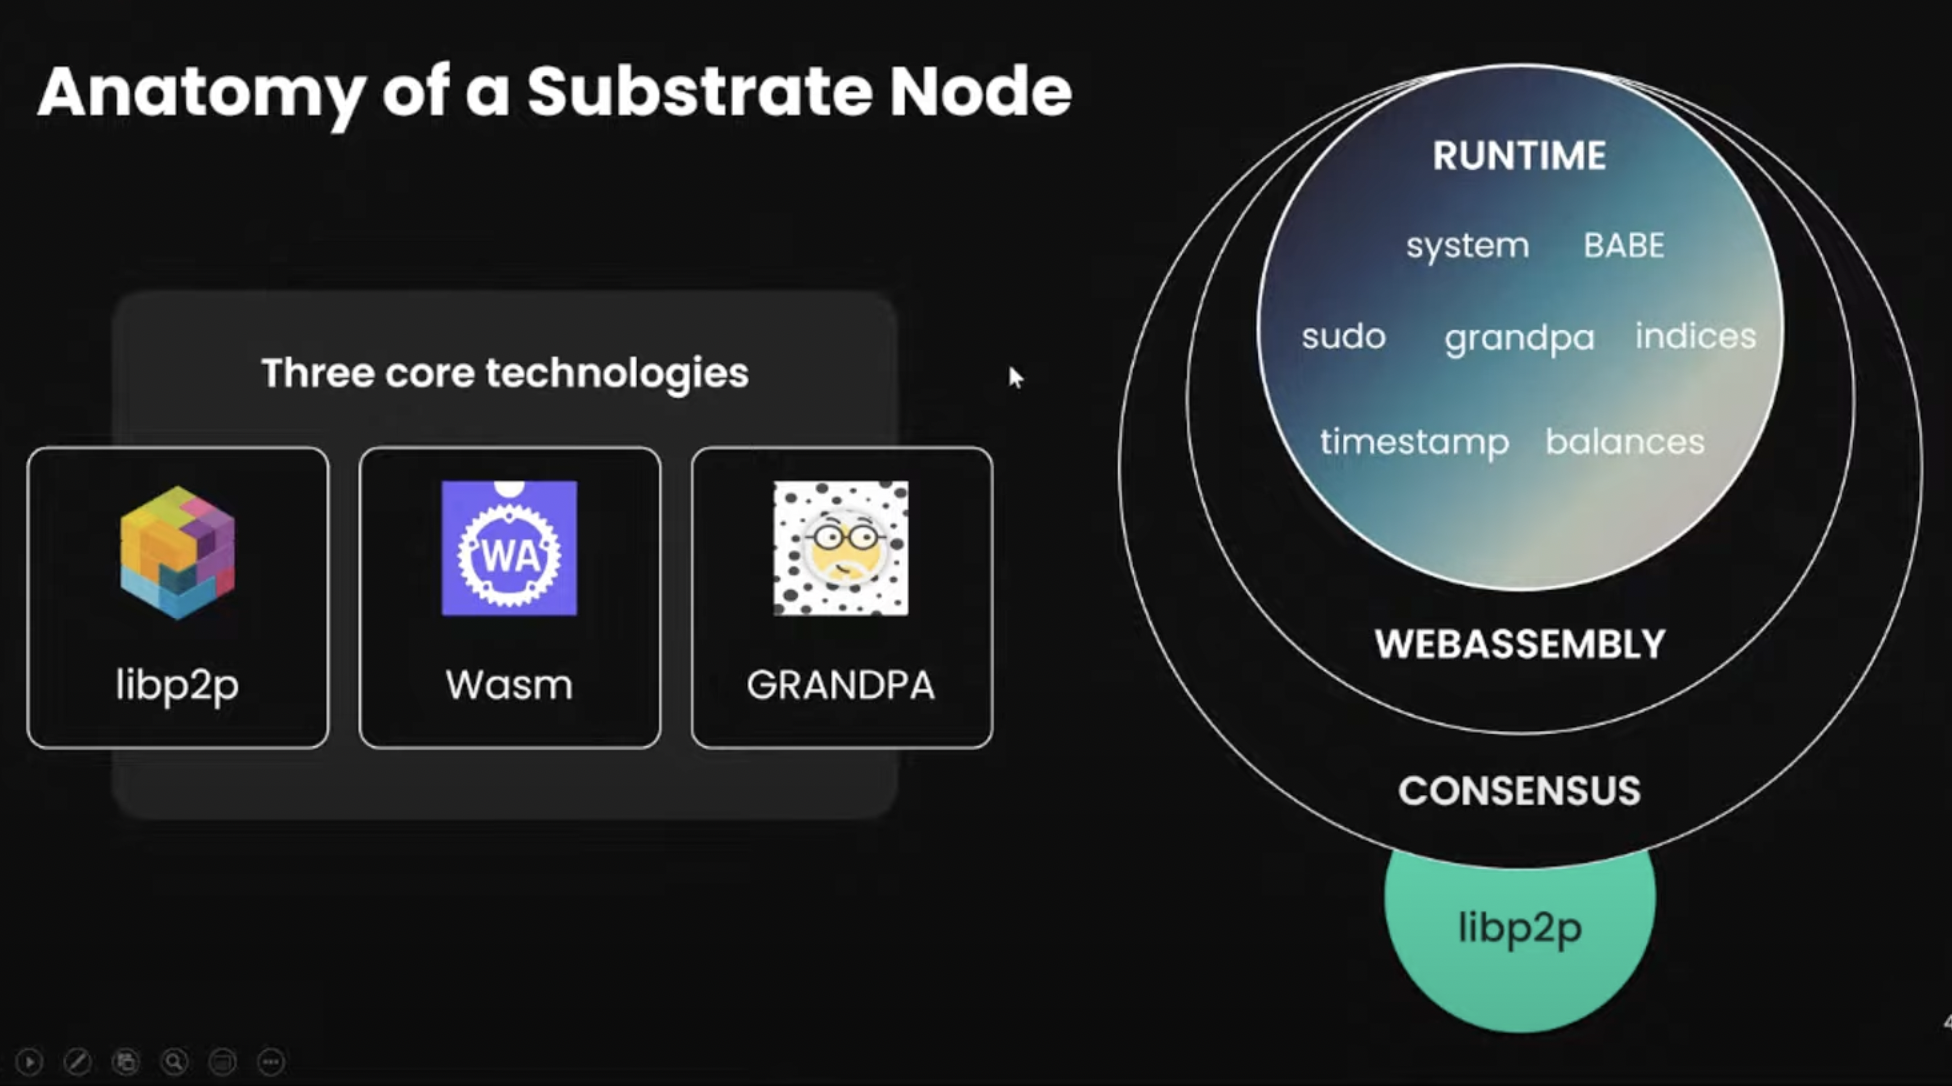 Anatomy of a Substrate Node
Three core technologies
WA
libp2p
Wasm
GRANDPA
RUNTIME
system BABE
sudo grandpa indices
timestamp balances
WEBASSEMBLY
CONSENSUS
libp2p